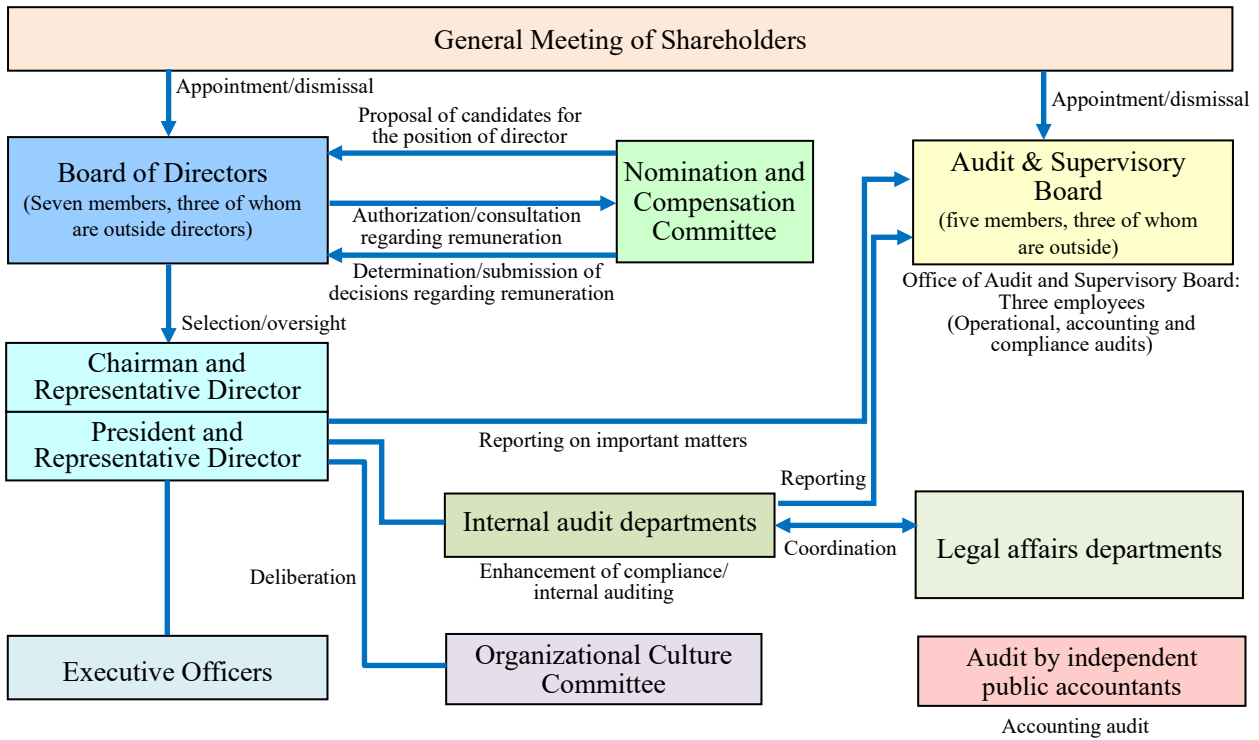 General Meeting of Shareholders
Appointment/dismissal
Appointment/dismissal
Proposal of candidates for
the position of director
Board of Directors
(Seven members, three of whom
are outside directors)
Nomination and
Compensation
Committee
Audit & Supervisory
Board
(five members, three of whom
are outside)
Authorization/consultation
regarding remuneration
Determination/submission of
decisions regarding remuneration
Office of Audit and Supervisory Board:
Three employees
(Operational, accounting and
compliance audits)
Selection/oversight
Chairman and
Representative Director
President and
Representative Director
Reporting on important matters
Reporting
Internal audit departments
Coordination
Legal affairs departments
Enhancement of compliance/
internal auditing
Deliberation
Executive Officers
Organizational Culture
Committee
Audit by independent
public accountants
Accounting audit